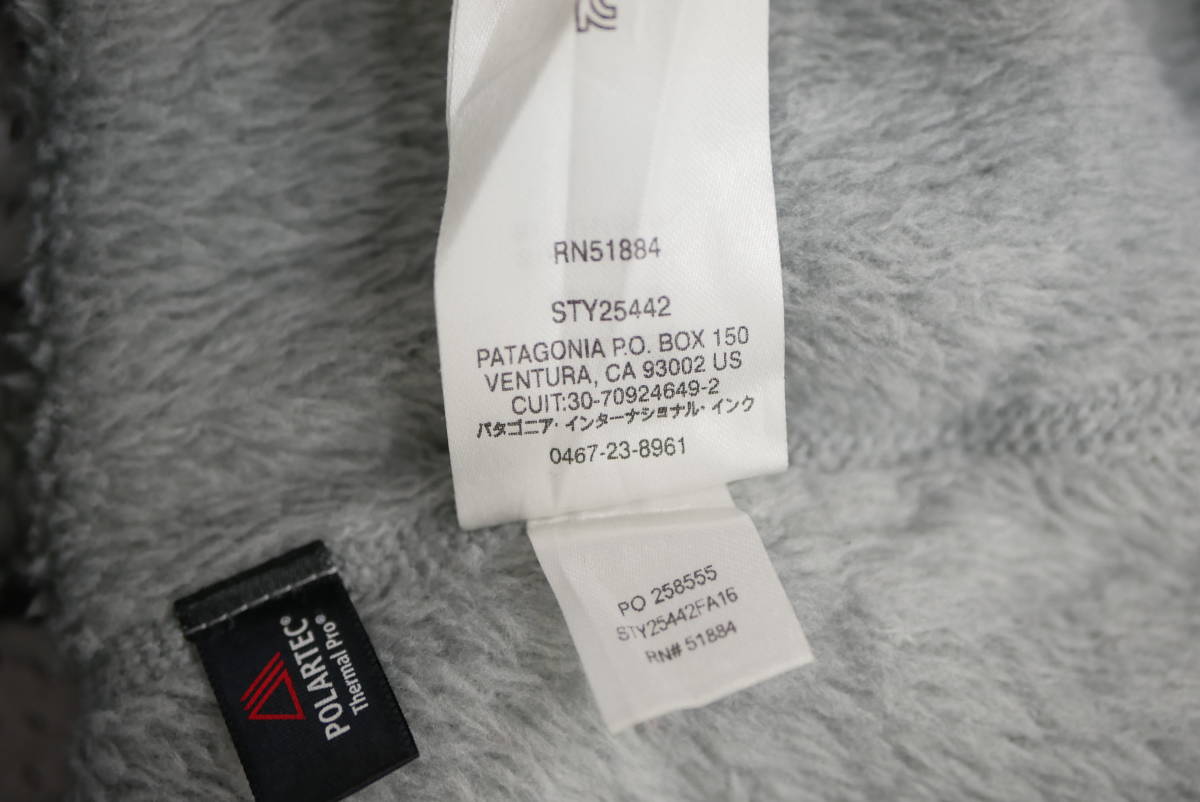 RN51884
STY25442
PATAGONIA P.O. BOX 150
VENTURA, CA 93002 US
CUIT:30-70924649-2
パタゴニア・インターナショナル・インク
0467-23-8961
PO 258555
STY25442FA16
RN# 51884
POLARTEC®
Thermal Pro®